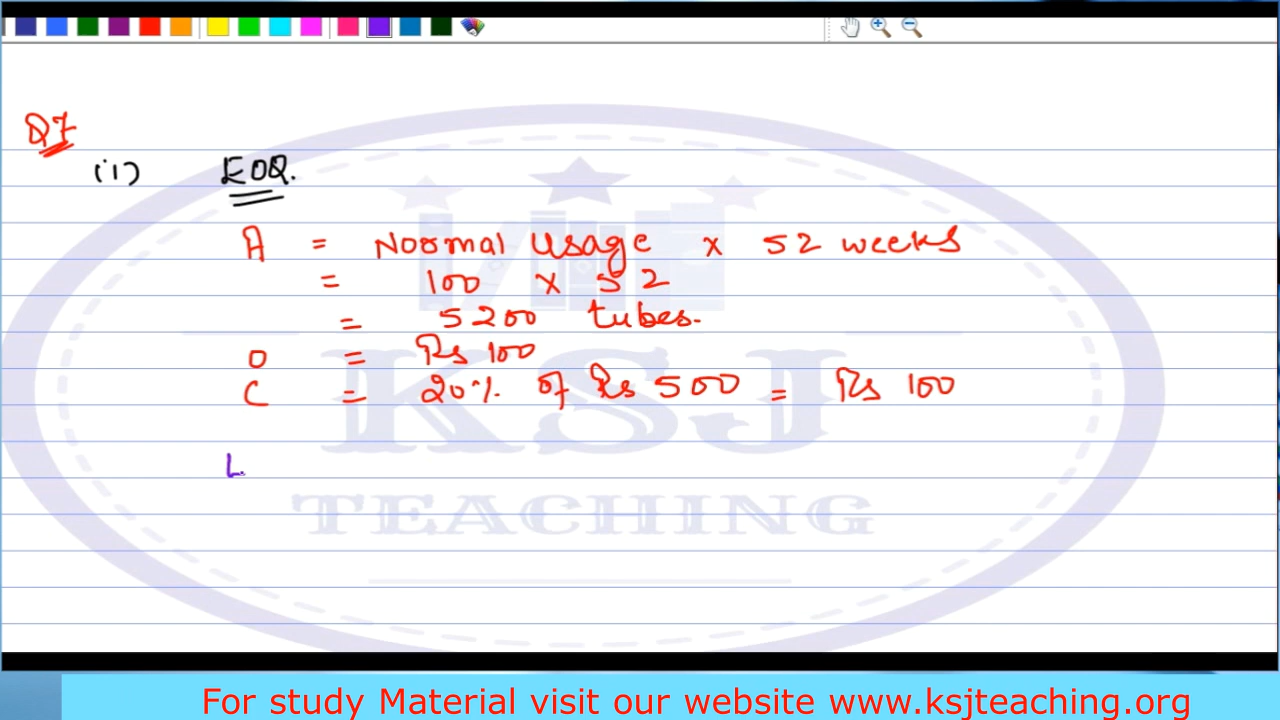 Q7
(i) EOQ.
A = Normal Usage x 52 weeks
= 100 x 52
= 5200 tubes.
O = Rs 100
C = 20% of Rs 500 = Rs 100
KSJ
TEACHING
For study Material visit our website www.ksjteaching.org